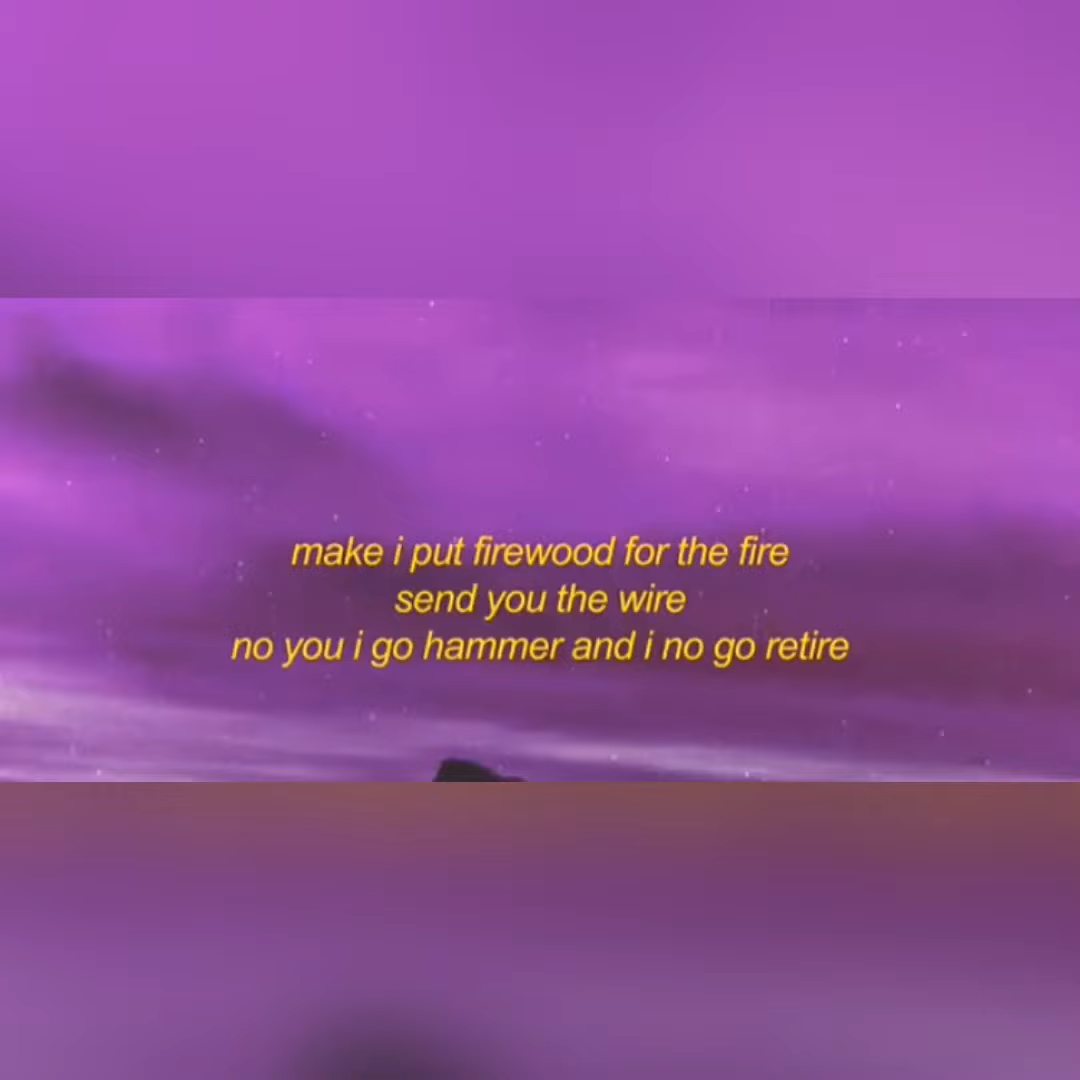 make i put firewood for the fire
send you the wire
no you i go hammer and i no go retire